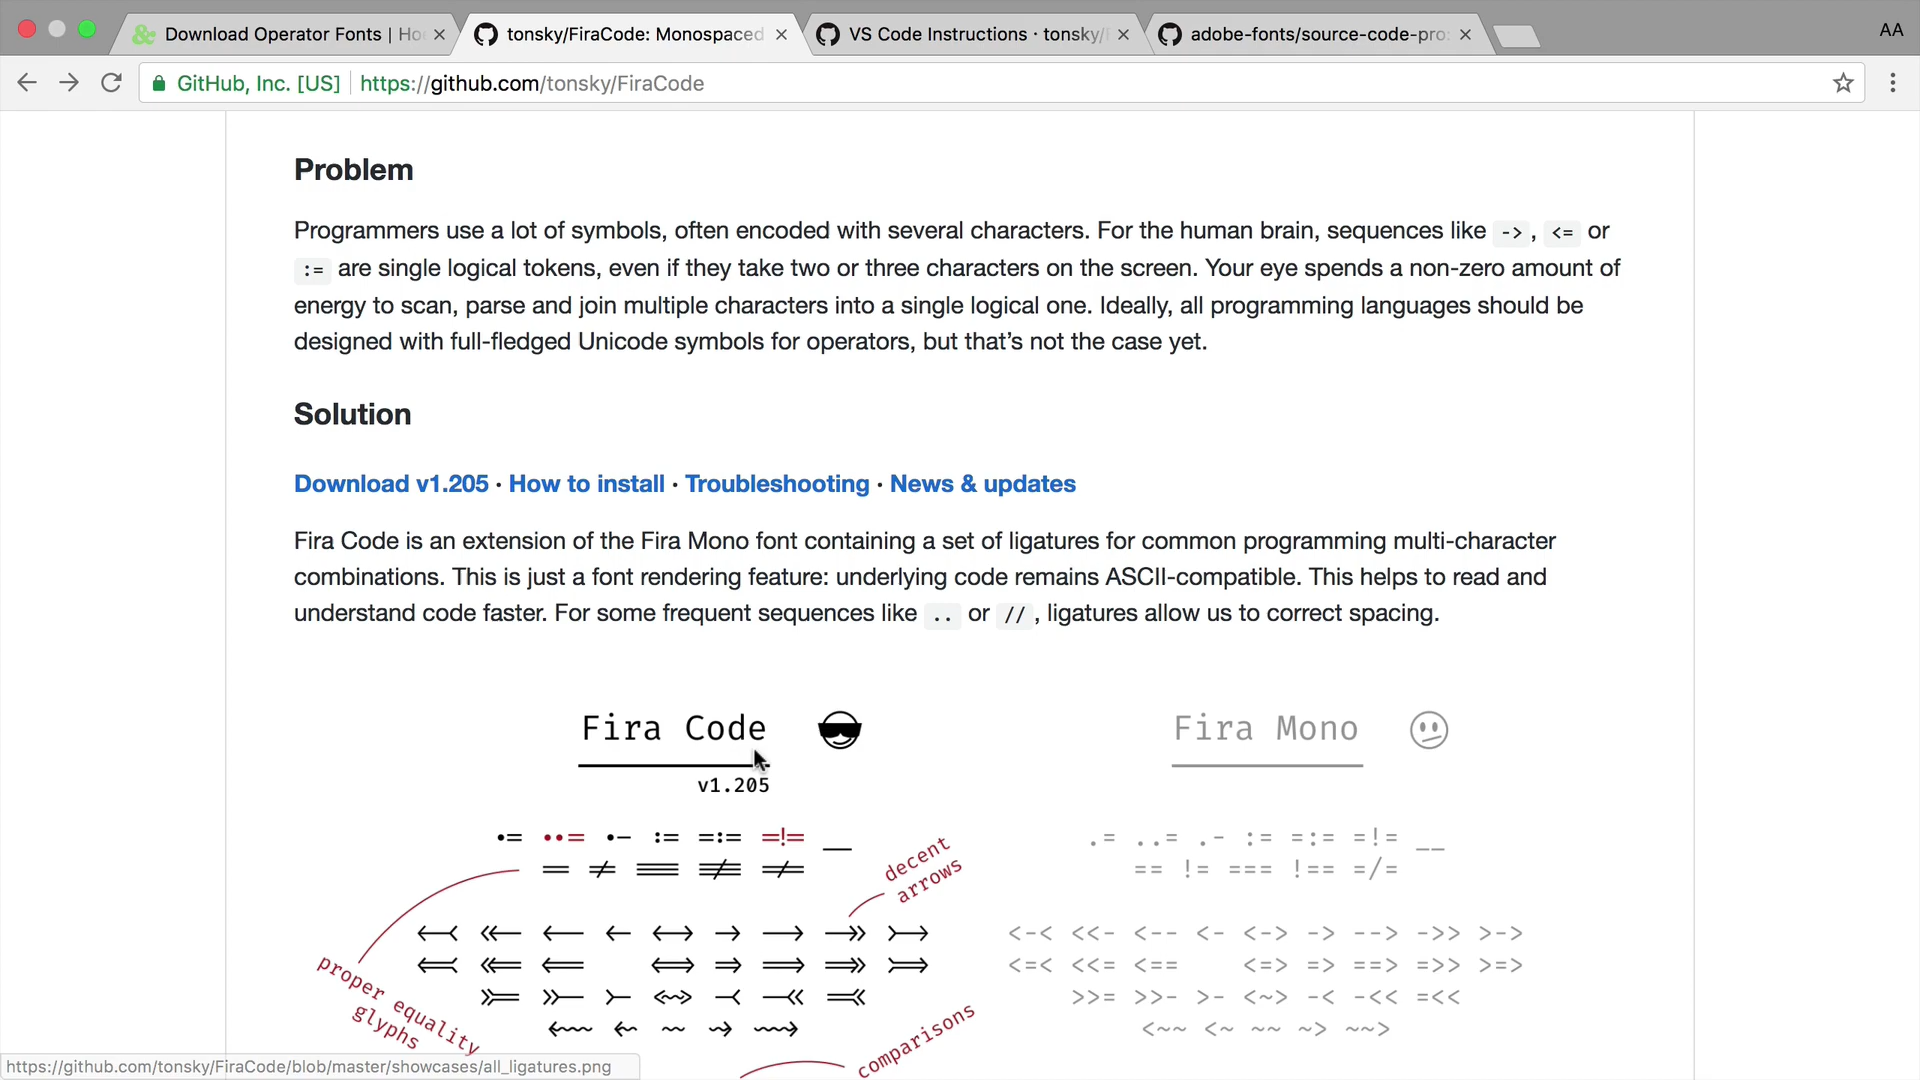 Download Operator Fonts | Ho
tonsky/FiraCode: Monospaced
VS Code Instructions · tonsky/
adobe-fonts/source-code-pro:
AA
GitHub, Inc. [US]
https://github.com/tonsky/FiraCode
Problem
Programmers use a lot of symbols, often encoded with several characters. For the human brain, sequences like ->, <= or
:= are single logical tokens, even if they take two or three characters on the screen. Your eye spends a non-zero amount of
energy to scan, parse and join multiple characters into a single logical one. Ideally, all programming languages should be
designed with full-fledged Unicode symbols for operators, but that’s not the case yet.
Solution
Download v1.205 · How to install · Troubleshooting · News & updates
Fira Code is an extension of the Fira Mono font containing a set of ligatures for common programming multi-character
combinations. This is just a font rendering feature: underlying code remains ASCII-compatible. This helps to read and
understand code faster. For some frequent sequences like .. or //, ligatures allow us to correct spacing.
Fira Code
v1.205
.= ..= .- := =:= =!= __
== != === !== =/=
decent
arrows
<-< <<- <-- <- <-> -> --> ->> >->
<=< <<= <== <=> => ==> =>> >=>
>>= >>- >- <~> -< -<< =<<
<~~ <~ ~~ ~> ~~>
proper equality
glyphs
comparisons
Fira Mono
.= ..= .- := =:= =!= __
== != === !== =/=
<-< <<- <-- <- <-> -> --> ->> >->
<=< <<= <== <=> => ==> =>> >=>
>>= >>- >- <~> -< -<< =<<
<~~ <~ ~~ ~> ~~>
https://github.com/tonsky/FiraCode/blob/master/showcases/all_ligatures.png